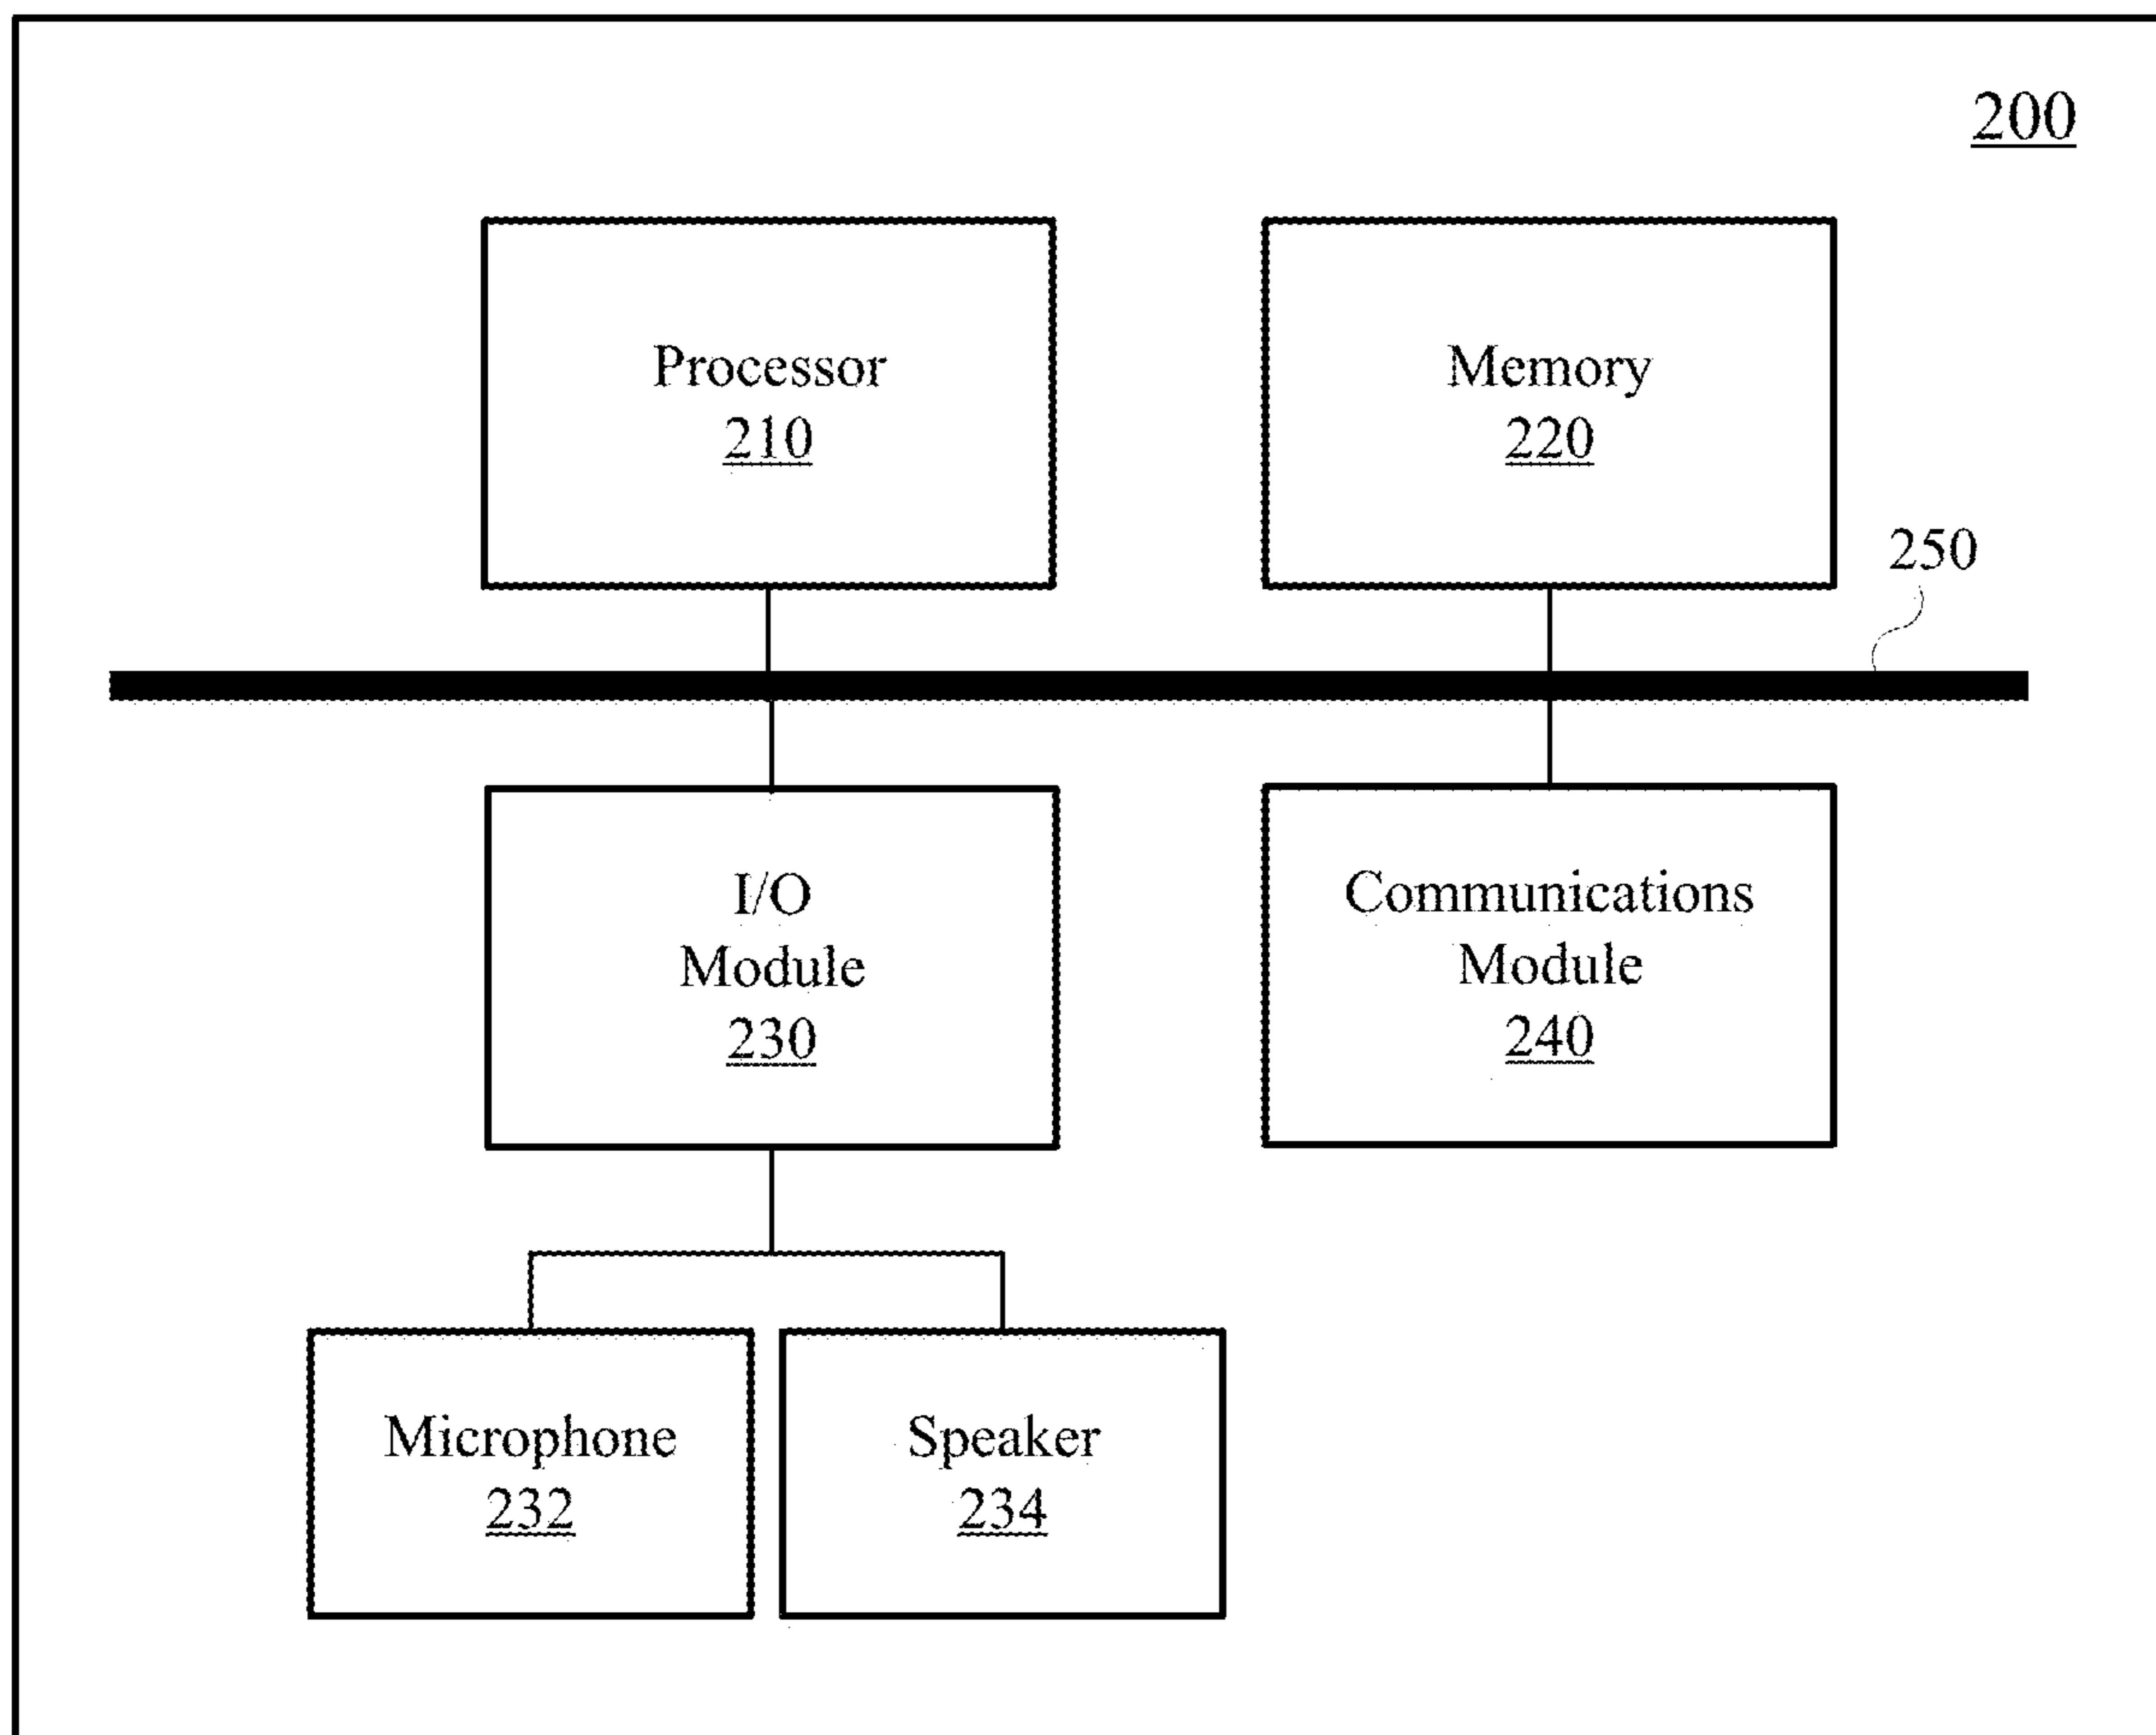 200
Processor
210
Memory
220
250
I/O
Module
230
Communications
Module
240
Microphone
232
Speaker
234